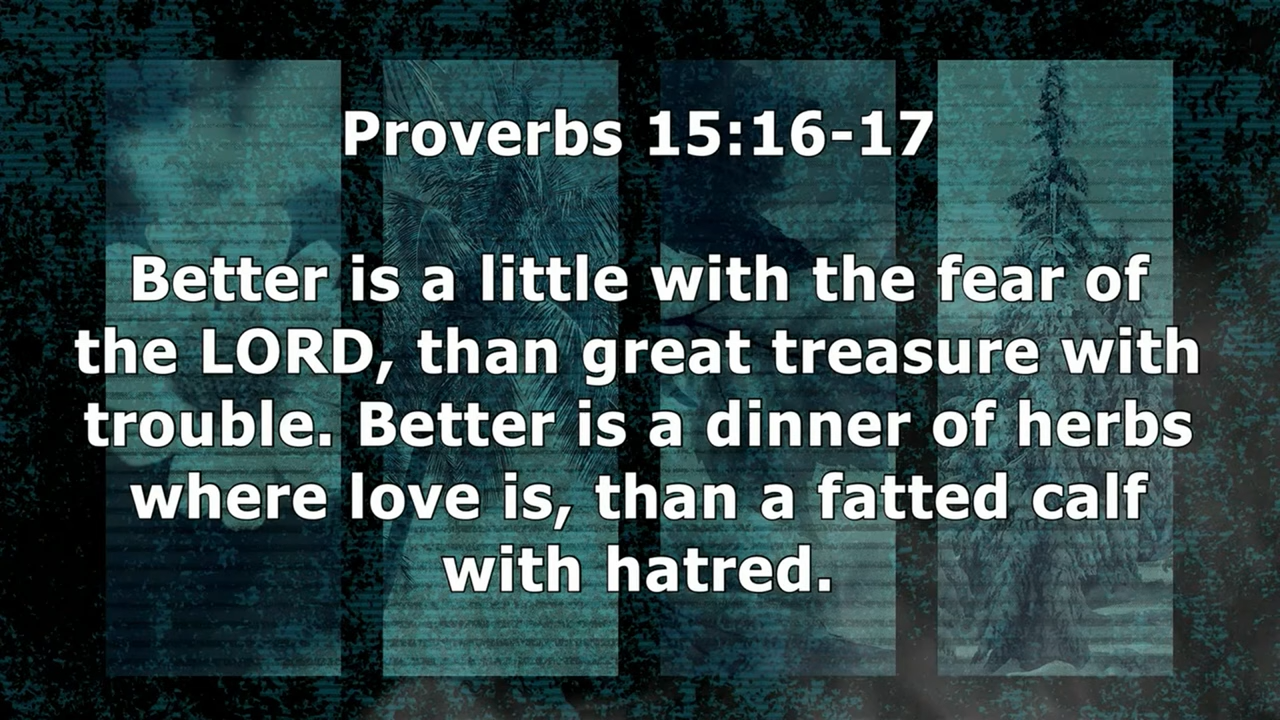 Proverbs 15:16-17
Better is a little with the fear of
the LORD, than great treasure with
trouble. Better is a dinner of herbs
where love is, than a fatted calf
with hatred.